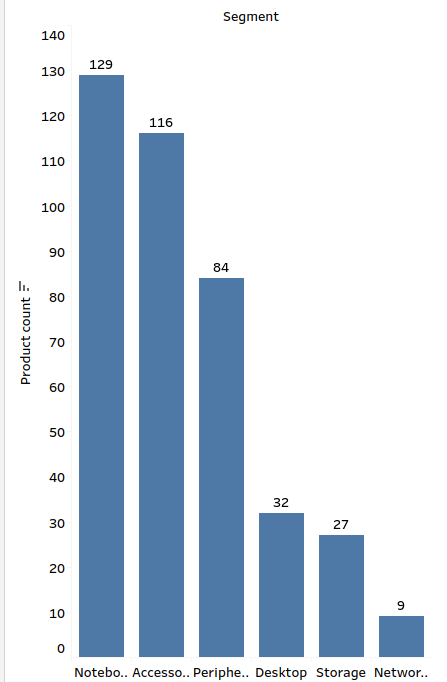 Segment
140
130
120
110
100
90
80
70
60
50
40
30
20
10
0
Product count
129
116
84
32
27
9
Notebo..
Accesso..
Periphe..
Desktop
Storage
Networ..